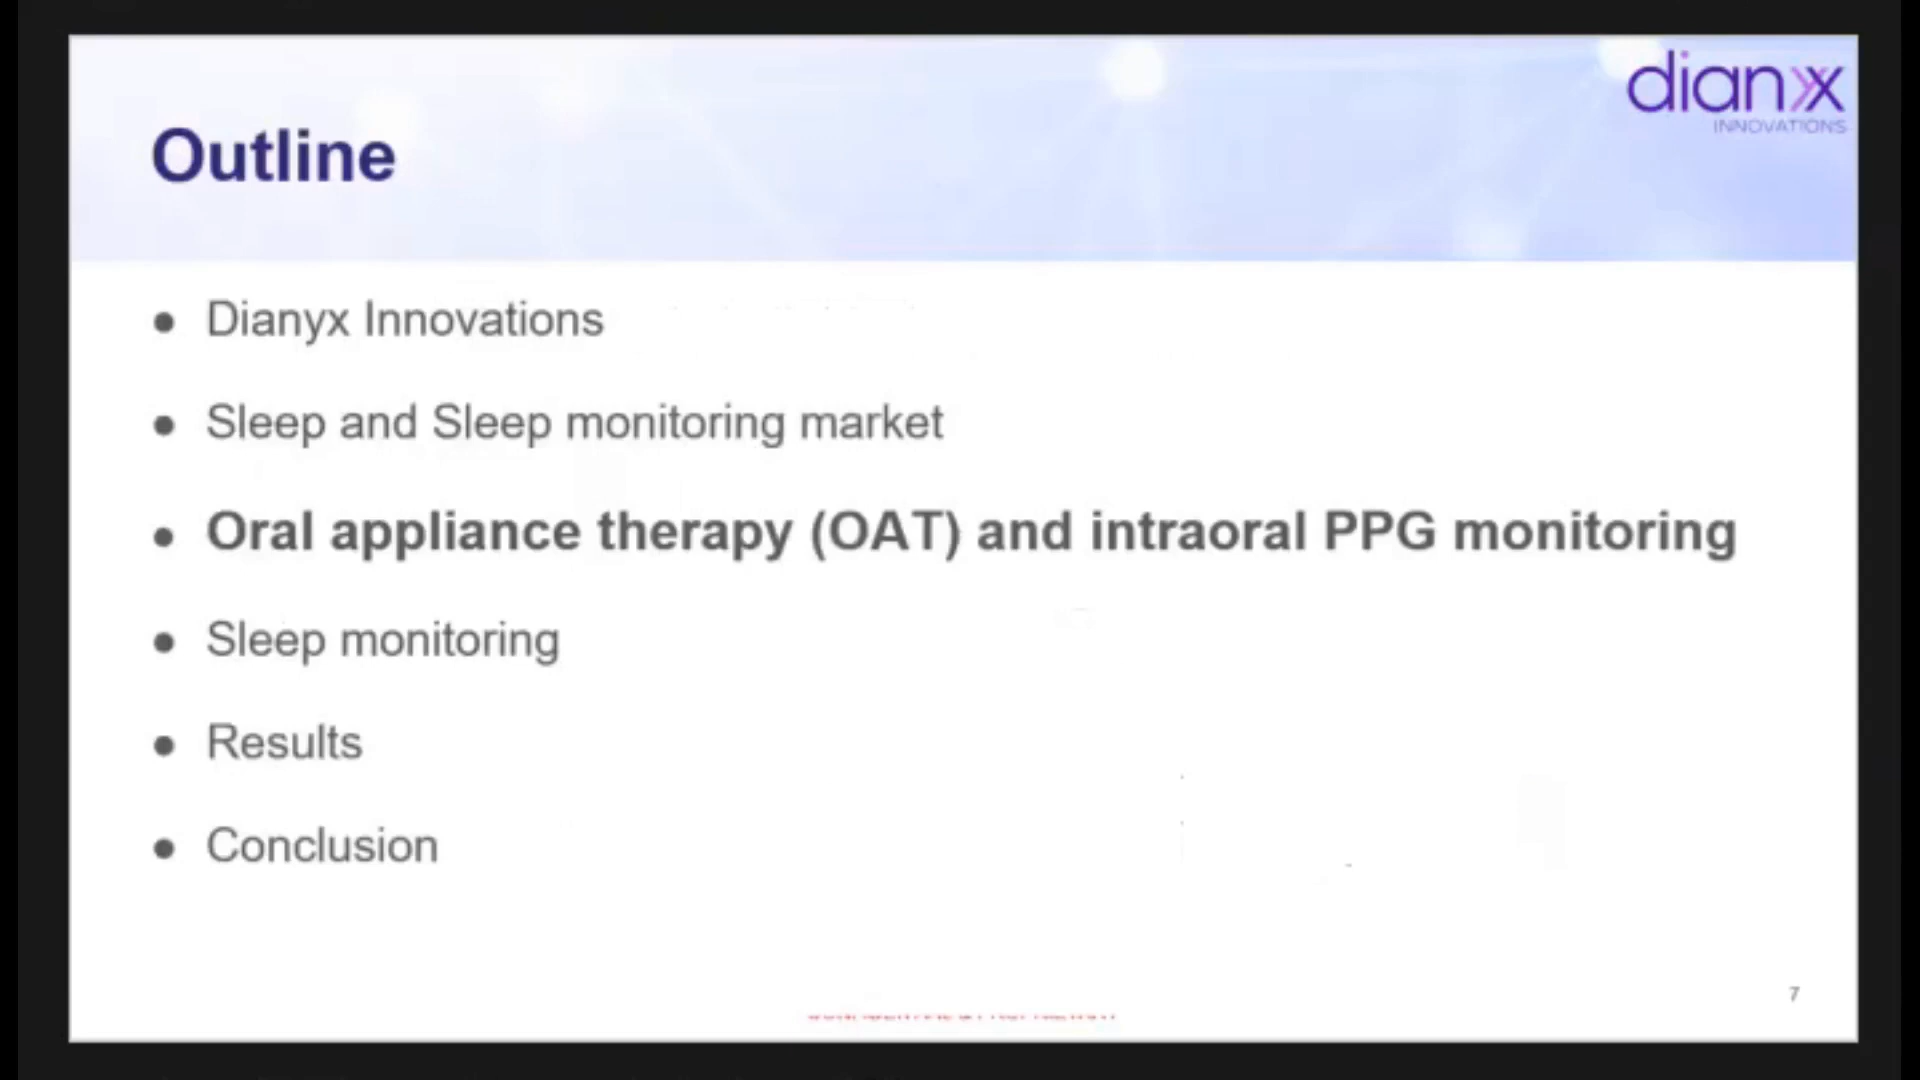 dianyx
INNOVATIONS
Outline
● Dianyx Innovations
● Sleep and Sleep monitoring market
● Oral appliance therapy (OAT) and intraoral PPG monitoring
● Sleep monitoring
● Results
● Conclusion
7